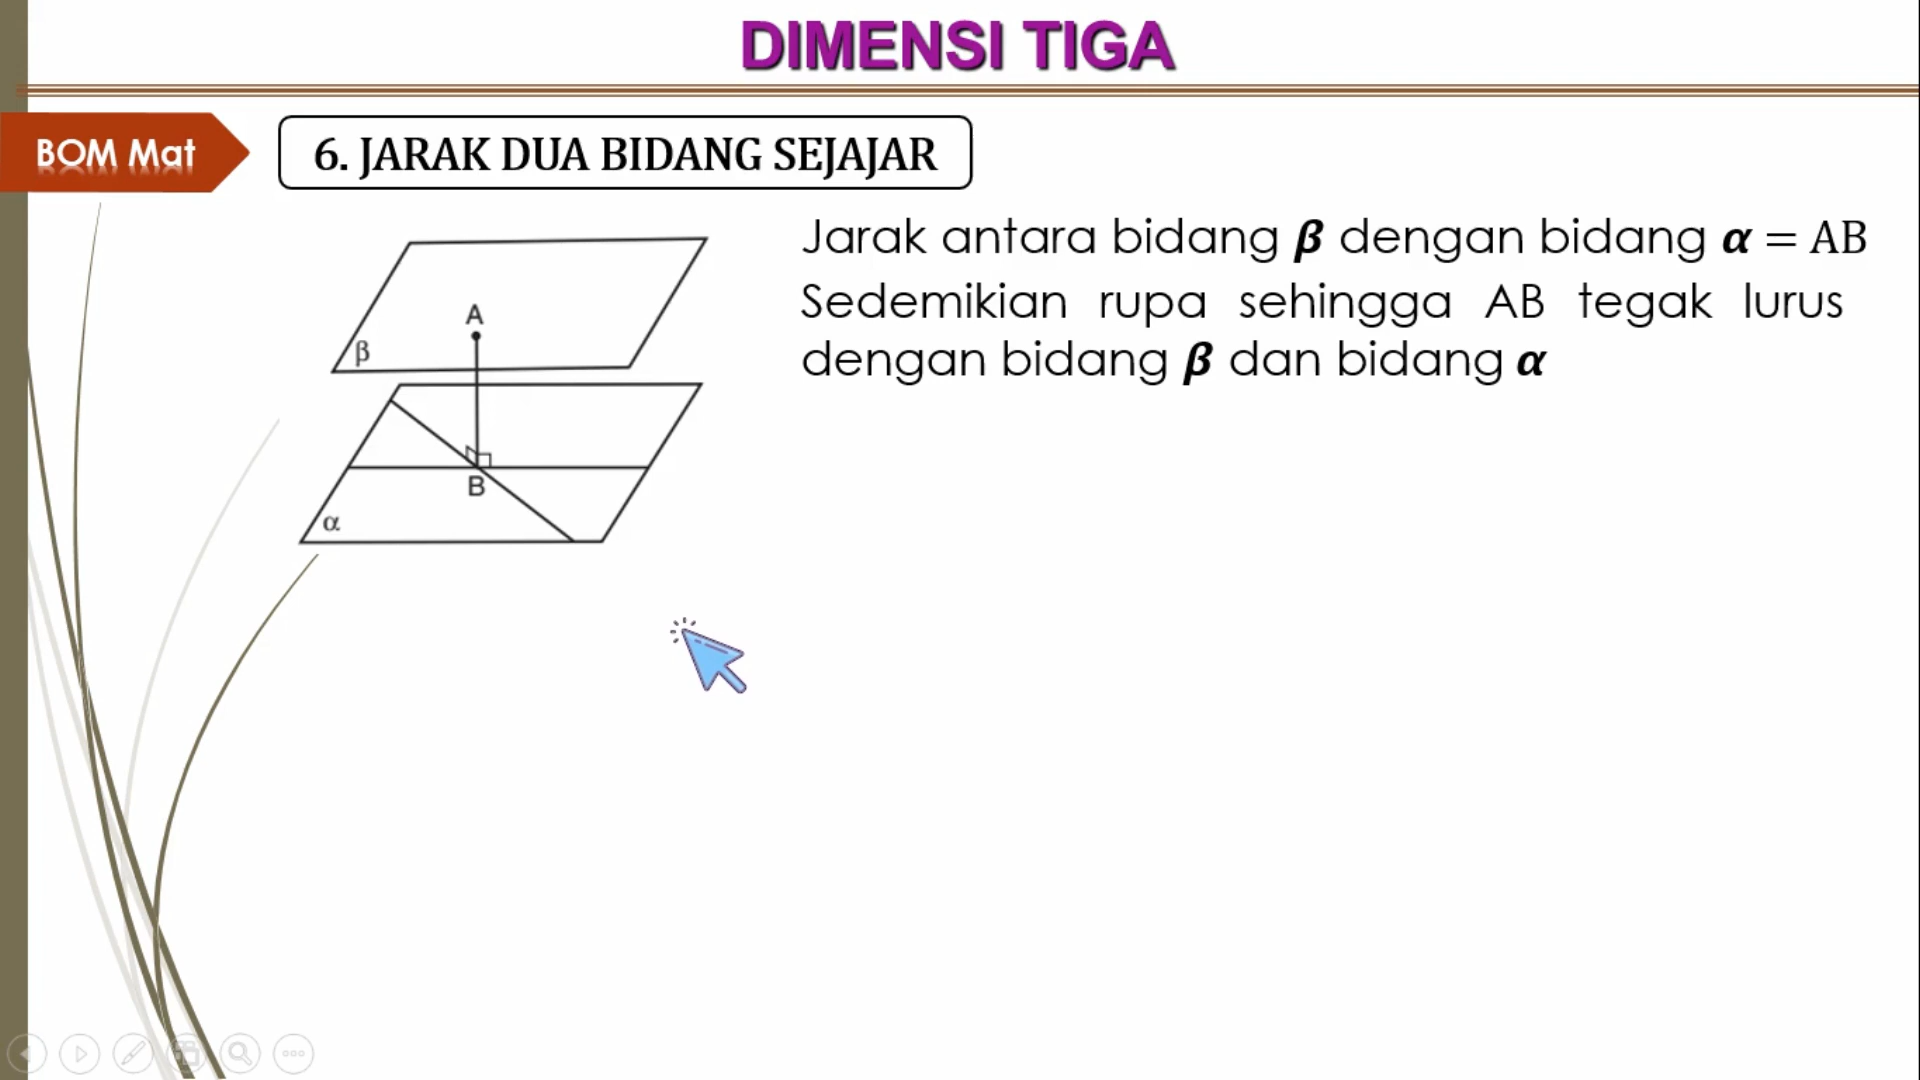 DIMENSI TIGA
BOM Mat
6. JARAK DUA BIDANG SEJAJAR
Jarak antara bidang β dengan bidang α = AB
Sedemikian rupa sehingga AB tegak lurus
dengan bidang β dan bidang α
A
β
B
α